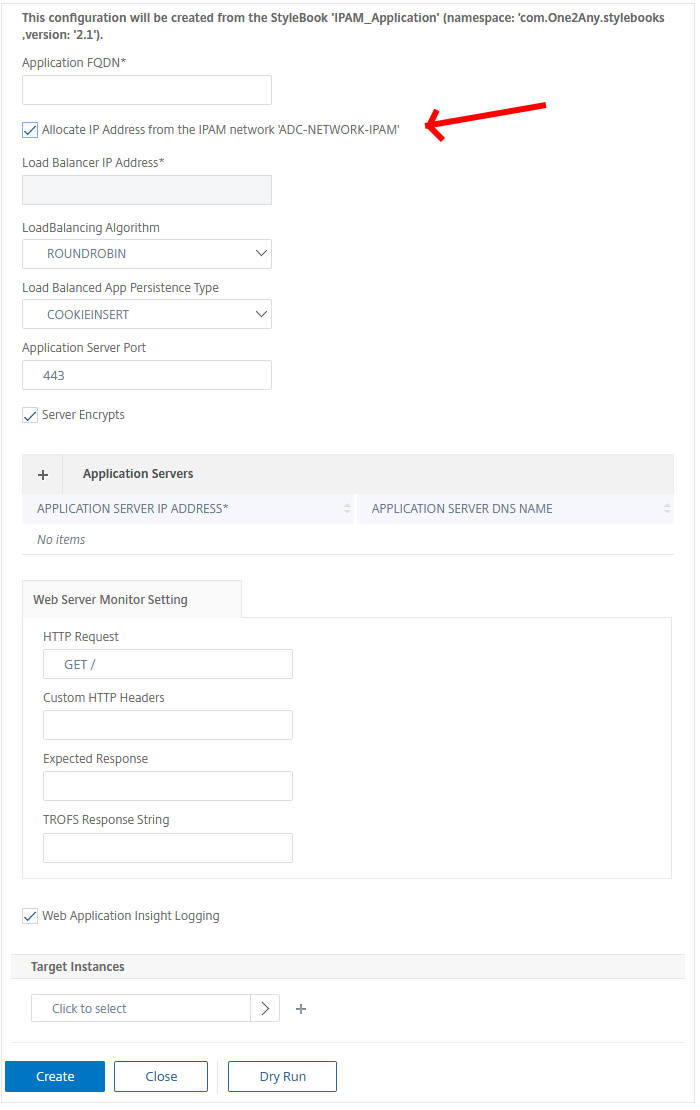 This configuration will be created from the StyleBook 'IPAM_Application' (namespace: 'com.One2Any.stylebooks
,version: '2.1').
Application FQDN*
Allocate IP Address from the IPAM network 'ADC-NETWORK-IPAM'
Load Balancer IP Address*
LoadBalancing Algorithm
ROUNDROBIN
Load Balanced App Persistence Type
COOKIEINSERT
Application Server Port
443
Server Encrypts
+ Application Servers
APPLICATION SERVER IP ADDRESS* APPLICATION SERVER DNS NAME
No items
Web Server Monitor Setting
HTTP Request
GET /
Custom HTTP Headers
Expected Response
TROFS Response String
Web Application Insight Logging
Target Instances
Click to select +
Create Close Dry Run